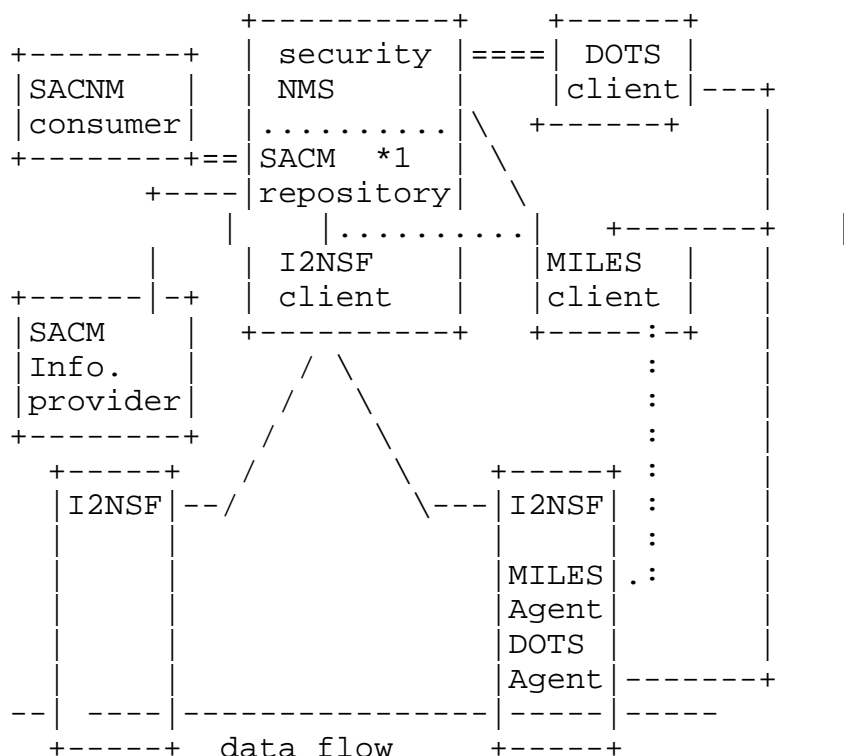 security DOTS
SACNM NMS client
consumer
SACM *1
repository
I2NSF MILES
client client
SACM
Info.
provider
I2NSF I2NSF
MILES
Agent
DOTS
Agent
data flow